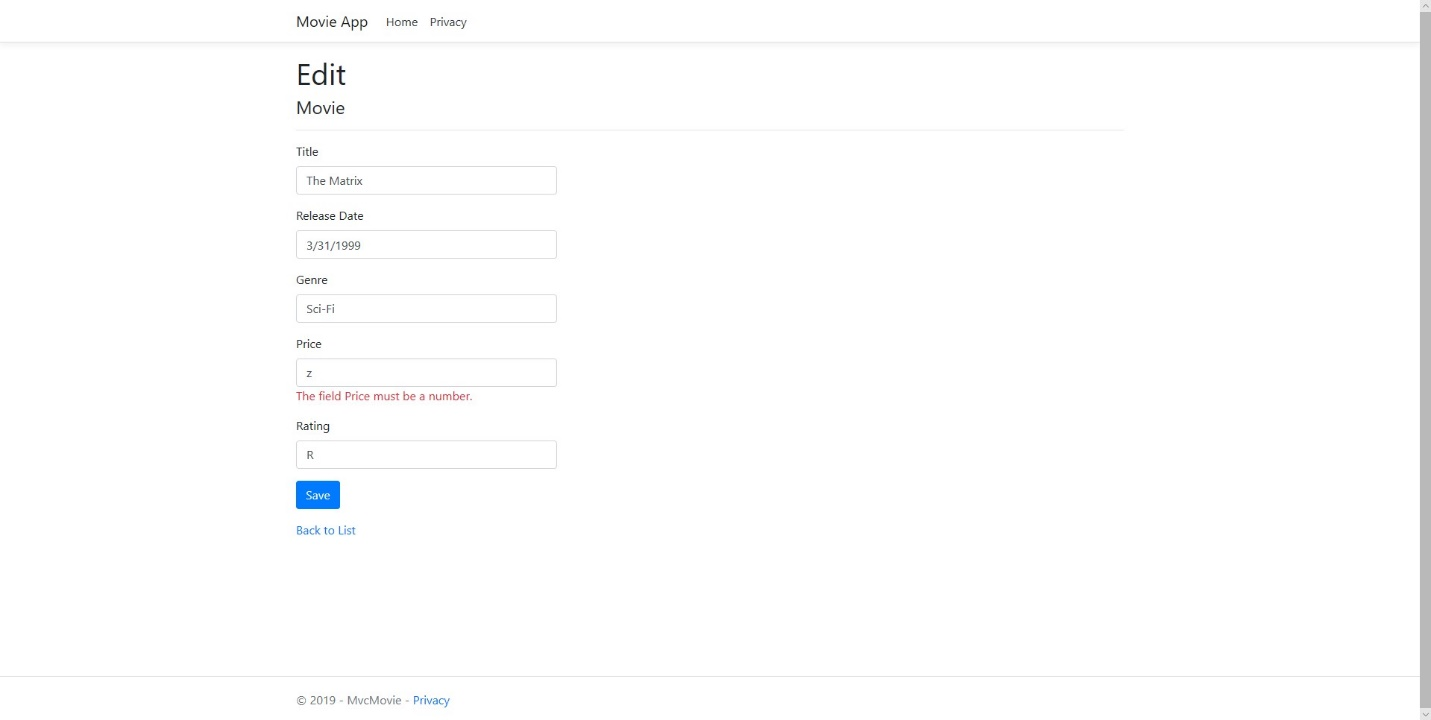 Movie App Home Privacy
Edit
Movie
Title
The Matrix
Release Date
3/31/1999
Genre
Sci-Fi
Price
z
The field Price must be a number.
Rating
R
Save
Back to List
© 2019 - MvcMovie - Privacy